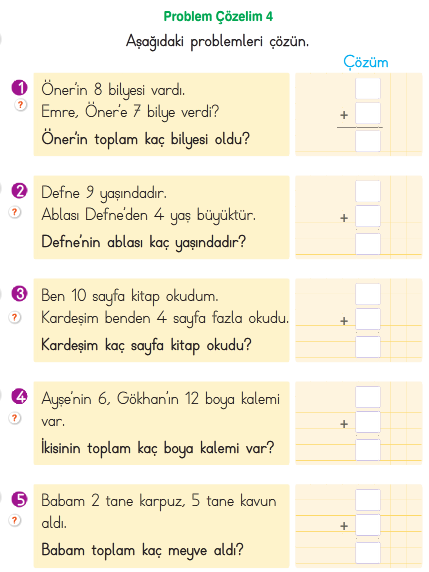 Problem Çözelim 4
Aşağıdaki problemleri çözün.
Çözüm
1
?
Öner'in 8 bilyesi vardı.
Emre, Öner'e 7 bilye verdi?
Öner'in toplam kaç bilyesi oldu?
+
2
?
Defne 9 yaşındadır.
Ablası Defne'den 4 yaş büyüktür.
Defne'nin ablası kaç yaşındadır?
+
3
?
Ben 10 sayfa kitap okudum.
Kardeşim benden 4 sayfa fazla okudu.
Kardeşim kaç sayfa kitap okudu?
+
4
?
Ayşe'nin 6, Gökhan'ın 12 boya kalemi
var.
İkisinin toplam kaç boya kalemi var?
+
5
?
Babam 2 tane karpuz, 5 tane kavun
aldı.
Babam toplam kaç meyve aldı?
+